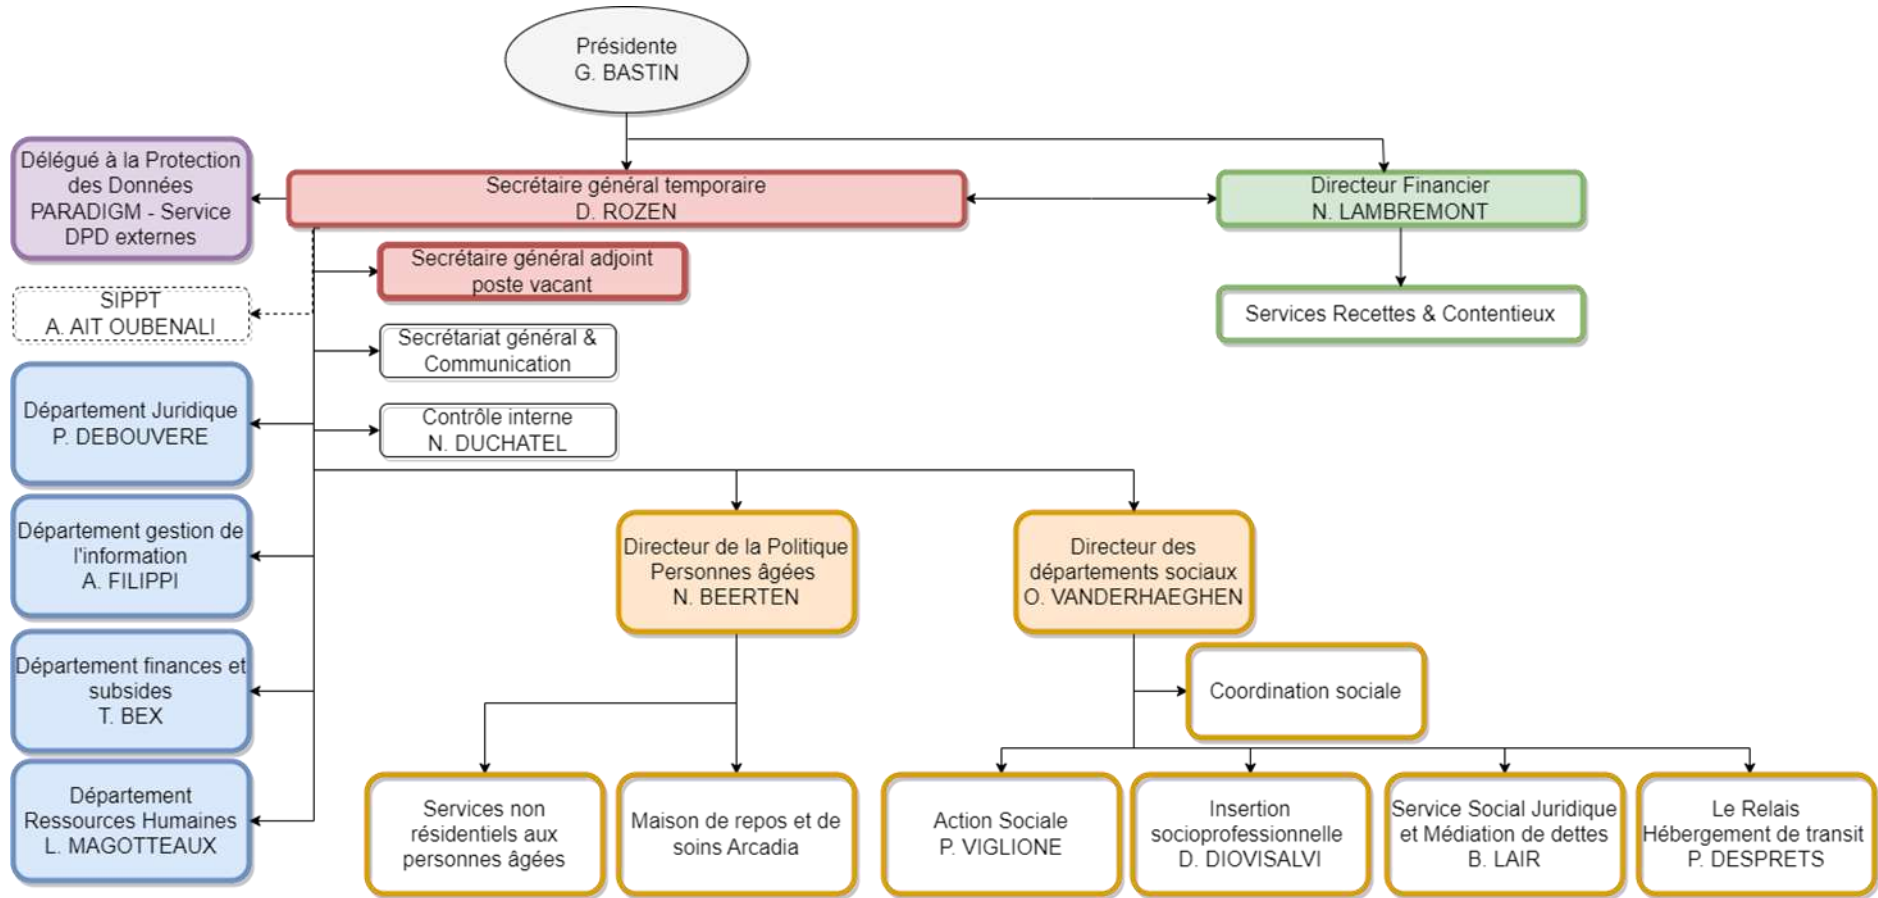 Présidente
G. BASTIN
Délégué à la Protection
des Données
PARADIGM - Service
DPD externes
Secrétaire général temporaire
D. ROZEN
Directeur Financier
N. LAMBREMONT
Secrétaire général adjoint
poste vacant
SIPPT
A. AIT OUBENALI
Services Recettes & Contentieux
Secrétariat général &
Communication
Département Juridique
P. DEBOUVERE
Contrôle interne
N. DUCHATEL
Département gestion de
l'information
A. FILIPPI
Directeur de la Politique
Personnes âgées
N. BEERTEN
Directeur des
départements sociaux
O. VANDERHAEGHEN
Département finances et
subsides
T. BEX
Coordination sociale
Département
Ressources Humaines
L. MAGOTTEAUX
Services non
résidentiels aux
personnes âgées
Maison de repos et de
soins Arcadia
Action Sociale
P. VIGLIONE
Insertion
socioprofessionnelle
D. DIOVISALVI
Service Social Juridique
et Médiation de dettes
B. LAIR
Le Relais
Hébergement de transit
P. DESPRETS